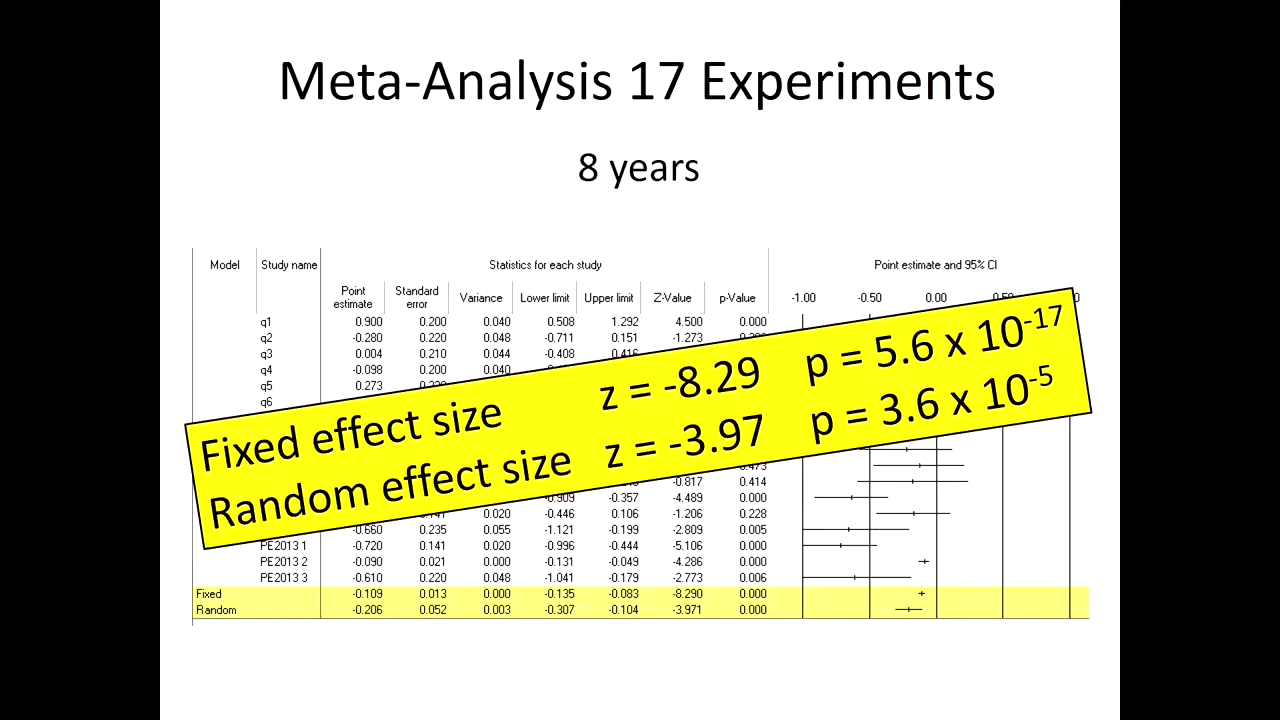 Meta-Analysis 17 Experiments
8 years
Model Study name Statistics for each study Point estimate and 95% CI
Point estimate Standard error Variance Lower limit Upper limit Z-Value p-Value -1.00 -0.50 0.00
q1 0.900 0.200 0.040 0.508 1.292 4.500 0.000
q2 -0.280 0.220 0.048 -0.711 0.151 -1.273
q3 0.004 0.210 0.044 -0.408 0.416
q4 -0.098 0.200 0.040
q5 0.273
q6
Fixed effect size z = -8.29 p = 5.6 x 10-17
Random effect size z = -3.97 p = 3.6 x 10-5
-0.817 0.414
-0.909 -0.357 -4.489 0.000
0.020 -0.446 0.106 -1.206 0.228
-0.660 0.235 0.055 -1.121 -0.199 -2.809 0.005
PE2013 1 -0.720 0.141 0.020 -0.996 -0.444 -5.106 0.000
PE2013 2 -0.090 0.021 0.000 -0.131 -0.049 -4.286 0.000
PE2013 3 -0.610 0.220 0.048 -1.041 -0.179 -2.773 0.006
Fixed -0.109 0.013 0.000 -0.135 -0.083 -8.290 0.000
Random -0.206 0.052 0.003 -0.307 -0.104 -3.971 0.000